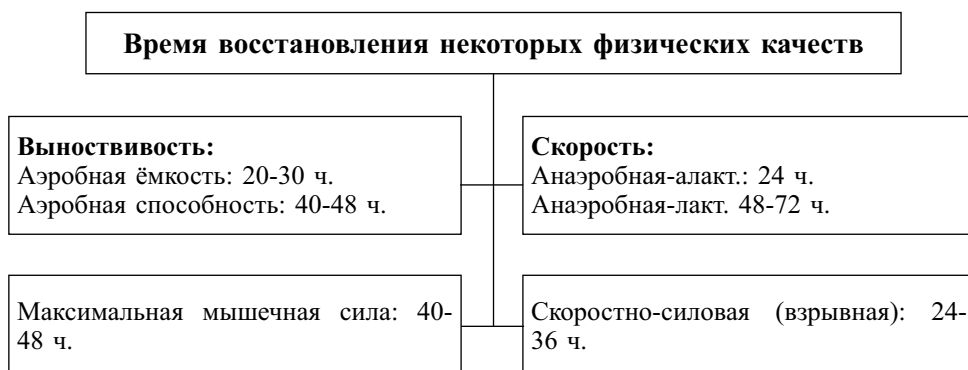 Время восстановления некоторых физических качеств
Выноствивость:
Аэробная ёмкость: 20-30 ч.
Аэробная способность: 40-48 ч.
Скорость:
Анаэробная-алакт.: 24 ч.
Анаэробная-лакт. 48-72 ч.
Максимальная мышечная сила: 40-
48 ч.
Скоростно-силовая (взрывная): 24-
36 ч.